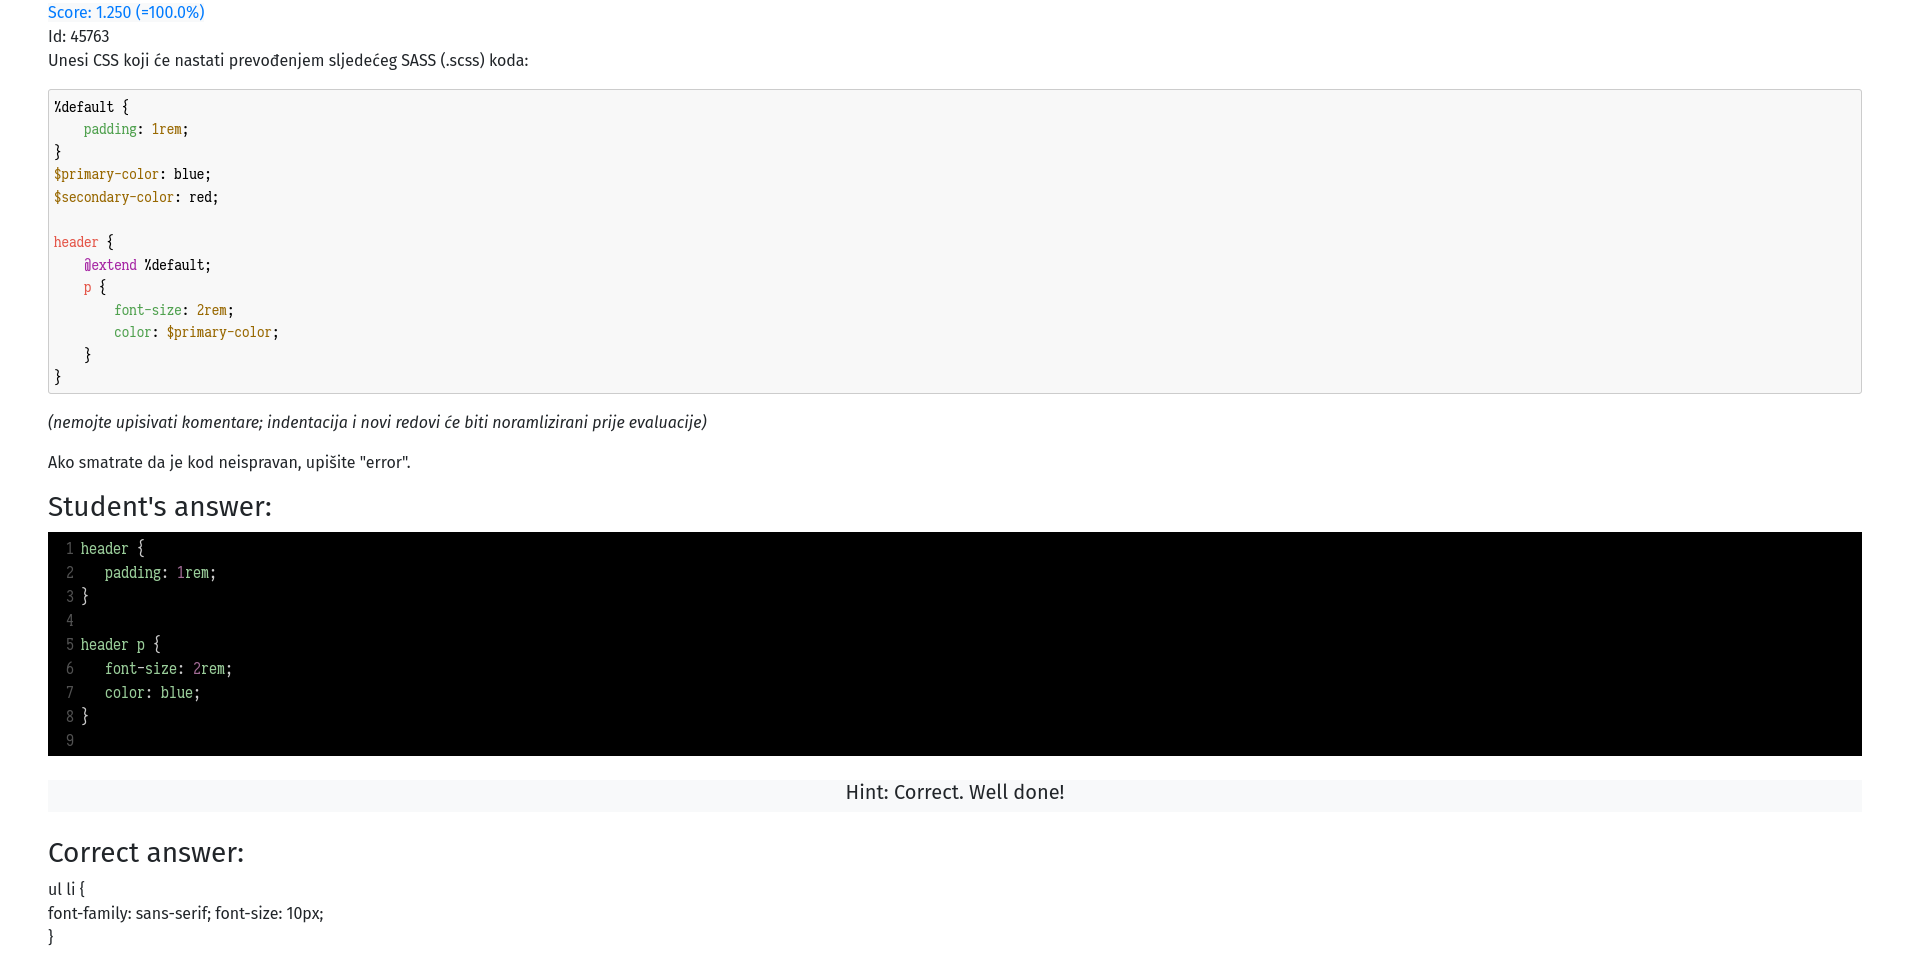 Score: 1.250 (=100.0%)
Id: 45763
Unesi CSS koji će nastati prevođenjem sljedećeg SASS (.scss) koda:
%default {
    padding: 1rem;
}
$primary-color: blue;
$secondary-color: red;

header {
    @extend %default;
    p {
        font-size: 2rem;
        color: $primary-color;
    }
}
(nemojte upisivati komentare; indentacija i novi redovi će biti noramlizirani prije evaluacije)
Ako smatrate da je kod neispravan, upišite "error".
Student's answer:
1 header {
2    padding: 1rem;
3 }
4
5 header p {
6    font-size: 2rem;
7    color: blue;
8 }
9
Hint: Correct. Well done!
Correct answer:
ul li {
font-family: sans-serif; font-size: 10px;
}